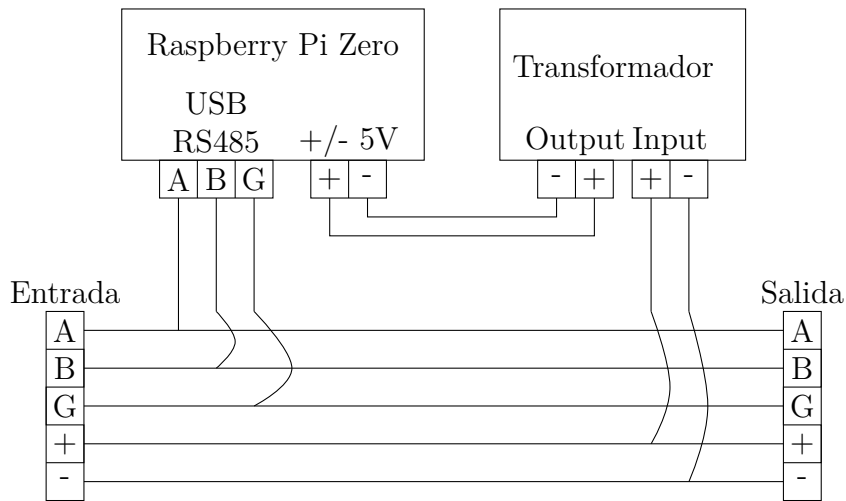 Raspberry Pi Zero
USB
RS485
+/- 5V
A B G
+ -
Transformador
Output Input
- + + -
Entrada
A
B
G
+
-
Salida
A
B
G
+
-